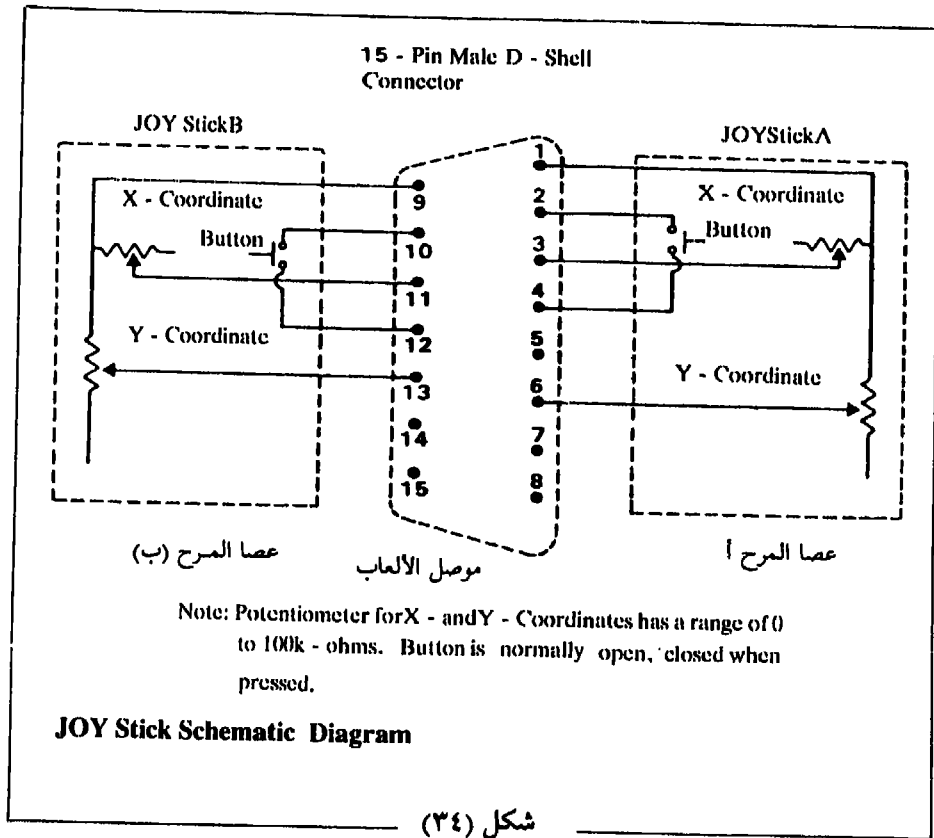 15 - Pin Male D - Shell
Connector
JOY StickB
JOYStickA
X - Coordinate
Button
Y - Coordinate
9
10
11
12
13
14
15
1
2
3
4
5
6
7
8
X - Coordinate
Button
Y - Coordinate
عصا المرح (ب)
موصل الألعاب
عصا المرح أ
Note: Potentiometer for X - and Y - Coordinates has a range of 0
to 100k - ohms. Button is normally open, closed when
pressed.
JOY Stick Schematic Diagram
شكل (٣٤)